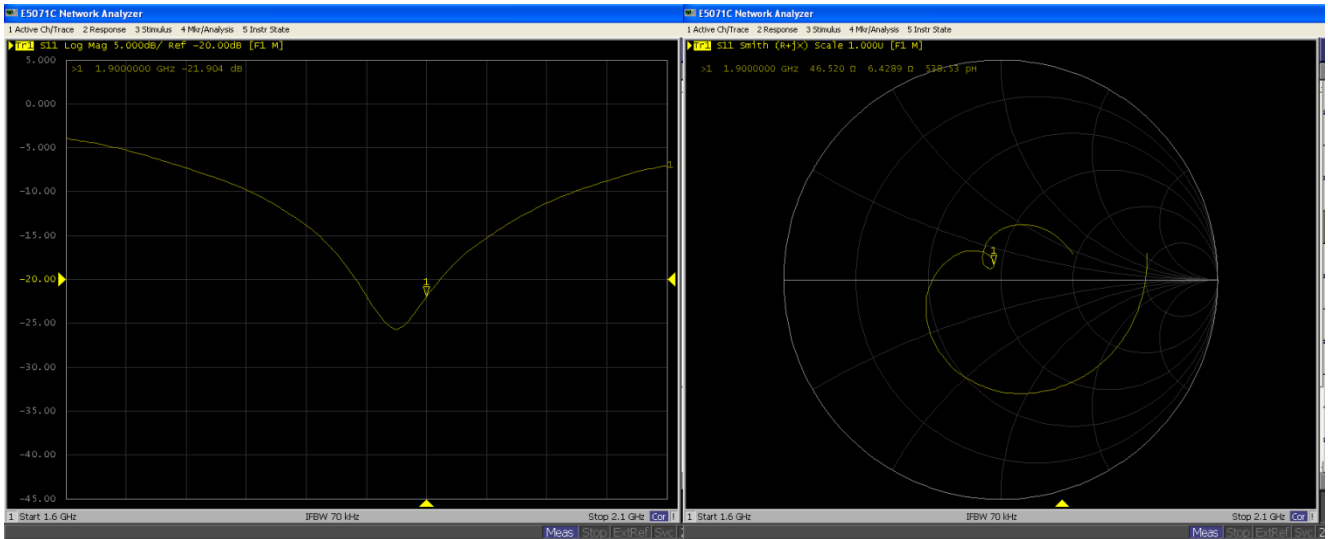 E5071C Network Analyzer
1 Active Ch/Trace 2 Response 3 Stimulus 4 Mkr/Analysis 5 Instr State
Tr1 S11 Log Mag 5.000dB/ Ref -20.00dB [F1 M]
5.000
>1 1.9000000 GHz -21.904 dB
0.000
-5.000
1
-10.00
-15.00
-20.00
1
-25.00
-30.00
-35.00
-40.00
-45.00
1 Start 1.6 GHz IFBW 70 kHz Stop 2.1 GHz Cor !
Meas Stop ExtRef Svc
E5071C Network Analyzer
1 Active Ch/Trace 2 Response 3 Stimulus 4 Mkr/Analysis 5 Instr State
Tr1 S11 Smith (R+jX) Scale 1.000U [F1 M]
>1 1.9000000 GHz 46.520 Ω 6.4289 Ω 538.53 pH
1
1 Start 1.6 GHz IFBW 70 kHz Stop 2.1 GHz Cor !
Meas Stop ExtRef Svc 2